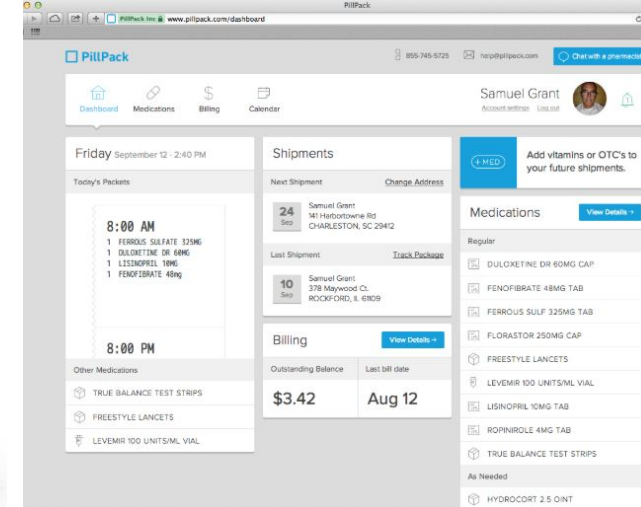 PillPack
PillPack Inc www.pillpack.com/dashboard
PillPack
855-745-5725
help@pillpack.com
Chat with a pharmacist
Dashboard
Medications
Billing
Calendar
Samuel Grant
Account settings Log out
Friday September 12 - 2:40 PM
Today's Packets
8:00 AM
1 FERROUS SULFATE 325MG
1 DULOXETINE DR 60MG
1 LISINOPRIL 10MG
1 FENOFIBRATE 48mg
8:00 PM
Other Medications
TRUE BALANCE TEST STRIPS
FREESTYLE LANCETS
LEVEMIR 100 UNITS/ML VIAL
Shipments
Next Shipment Change Address
24 Sep
Samuel Grant
141 Harbortowne Rd
CHARLESTON, SC 29412
Last Shipment Track Package
10 Sep
Samuel Grant
378 Maywood Ct.
ROCKFORD, IL 61109
Billing
View Details →
Outstanding Balance
Last bill date
$3.42
Aug 12
+ MED
Add vitamins or OTC's to
your future shipments.
Medications
View Details →
Regular
DULOXETINE DR 60MG CAP
FENOFIBRATE 48MG TAB
FERROUS SULF 325MG TAB
FLORASTOR 250MG CAP
FREESTYLE LANCETS
LEVEMIR 100 UNITS/ML VIAL
LISINOPRIL 10MG TAB
ROPINIROLE 4MG TAB
TRUE BALANCE TEST STRIPS
As Needed
HYDROCORT 2.5 OINT